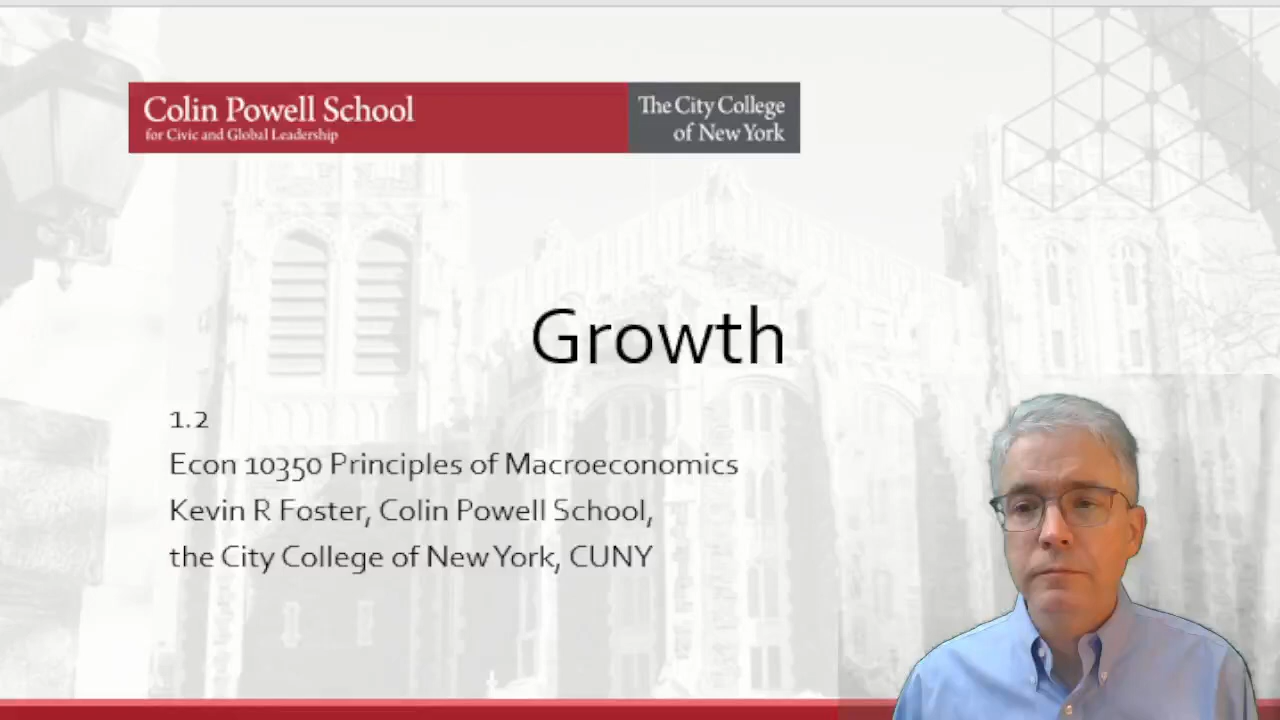 Colin Powell School
for Civic and Global Leadership
The City College
of New York
Growth
1.2
Econ 10350 Principles of Macroeconomics
Kevin R Foster, Colin Powell School,
the City College of New York, CUNY